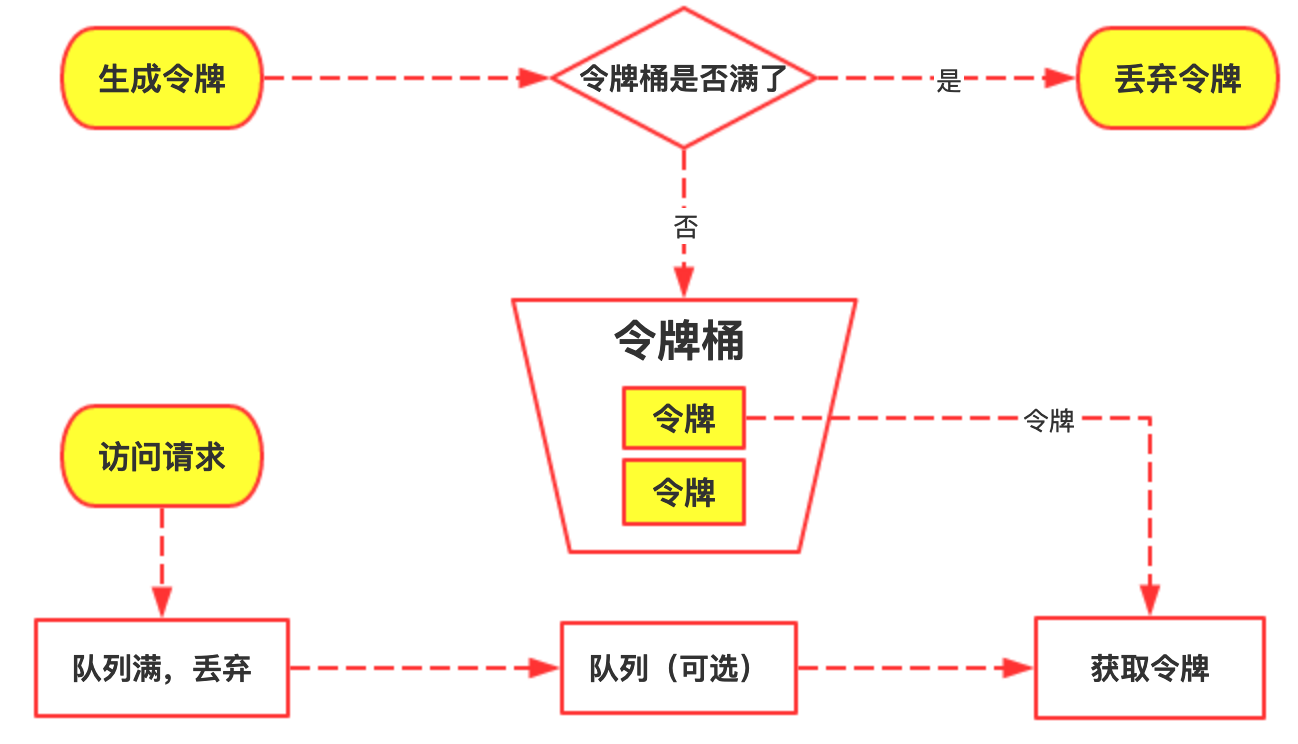 生成令牌
令牌桶是否满了
是
丢弃令牌
否
令牌桶
令牌
令牌
令牌
访问请求
队列满，丢弃
队列（可选）
获取令牌